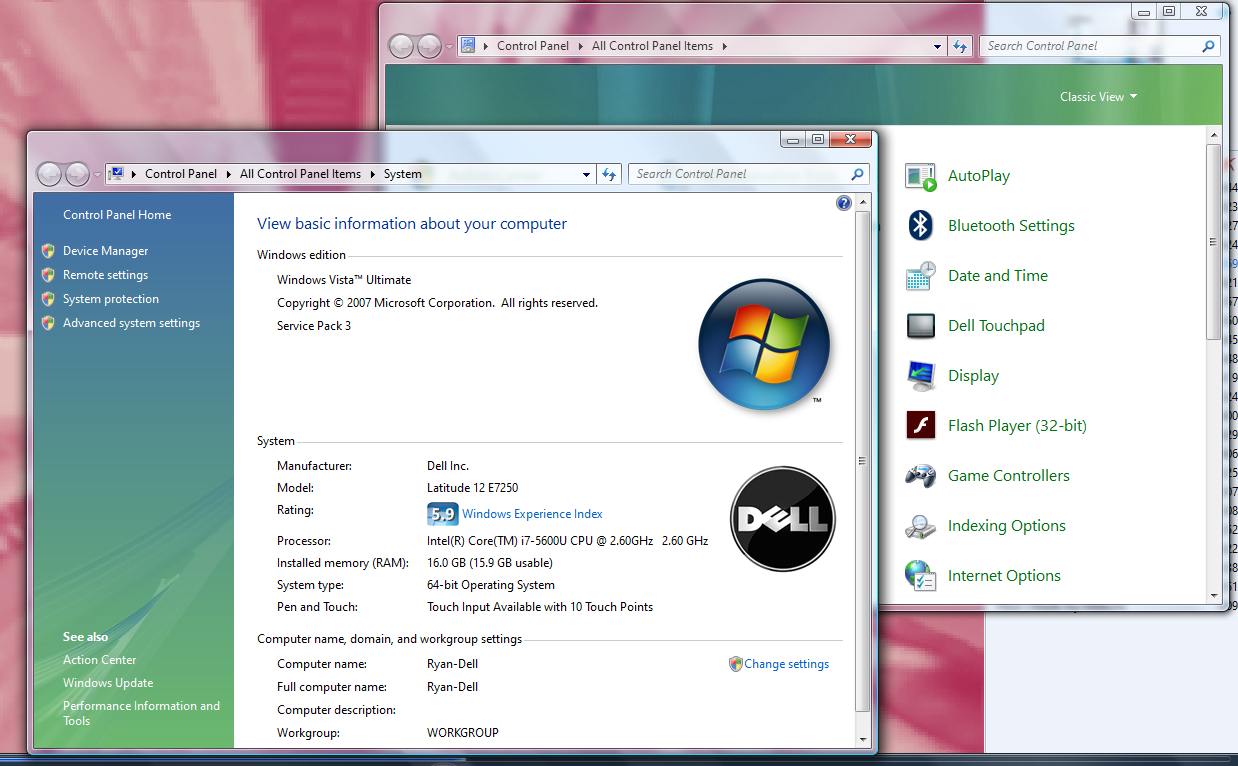 Control Panel
All Control Panel Items
Search Control Panel
Classic View
AutoPlay
Bluetooth Settings
Date and Time
Dell Touchpad
Display
Flash Player (32-bit)
Game Controllers
Indexing Options
Internet Options
Control Panel
All Control Panel Items
System
Search Control Panel
Control Panel Home
Device Manager
Remote settings
System protection
Advanced system settings
See also
Action Center
Windows Update
Performance Information and
Tools
View basic information about your computer
Windows edition
Windows Vista™ Ultimate
Copyright © 2007 Microsoft Corporation.  All rights reserved.
Service Pack 3
TM
System
Manufacturer: Dell Inc.
Model: Latitude 12 E7250
Rating: 5.9 Windows Experience Index
Processor: Intel(R) Core(TM) i7-5600U CPU @ 2.60GHz   2.60 GHz
Installed memory (RAM): 16.0 GB (15.9 GB usable)
System type: 64-bit Operating System
Pen and Touch: Touch Input Available with 10 Touch Points
DELL
Computer name, domain, and workgroup settings
Computer name: Ryan-Dell
Change settings
Full computer name: Ryan-Dell
Computer description:
Workgroup: WORKGROUP